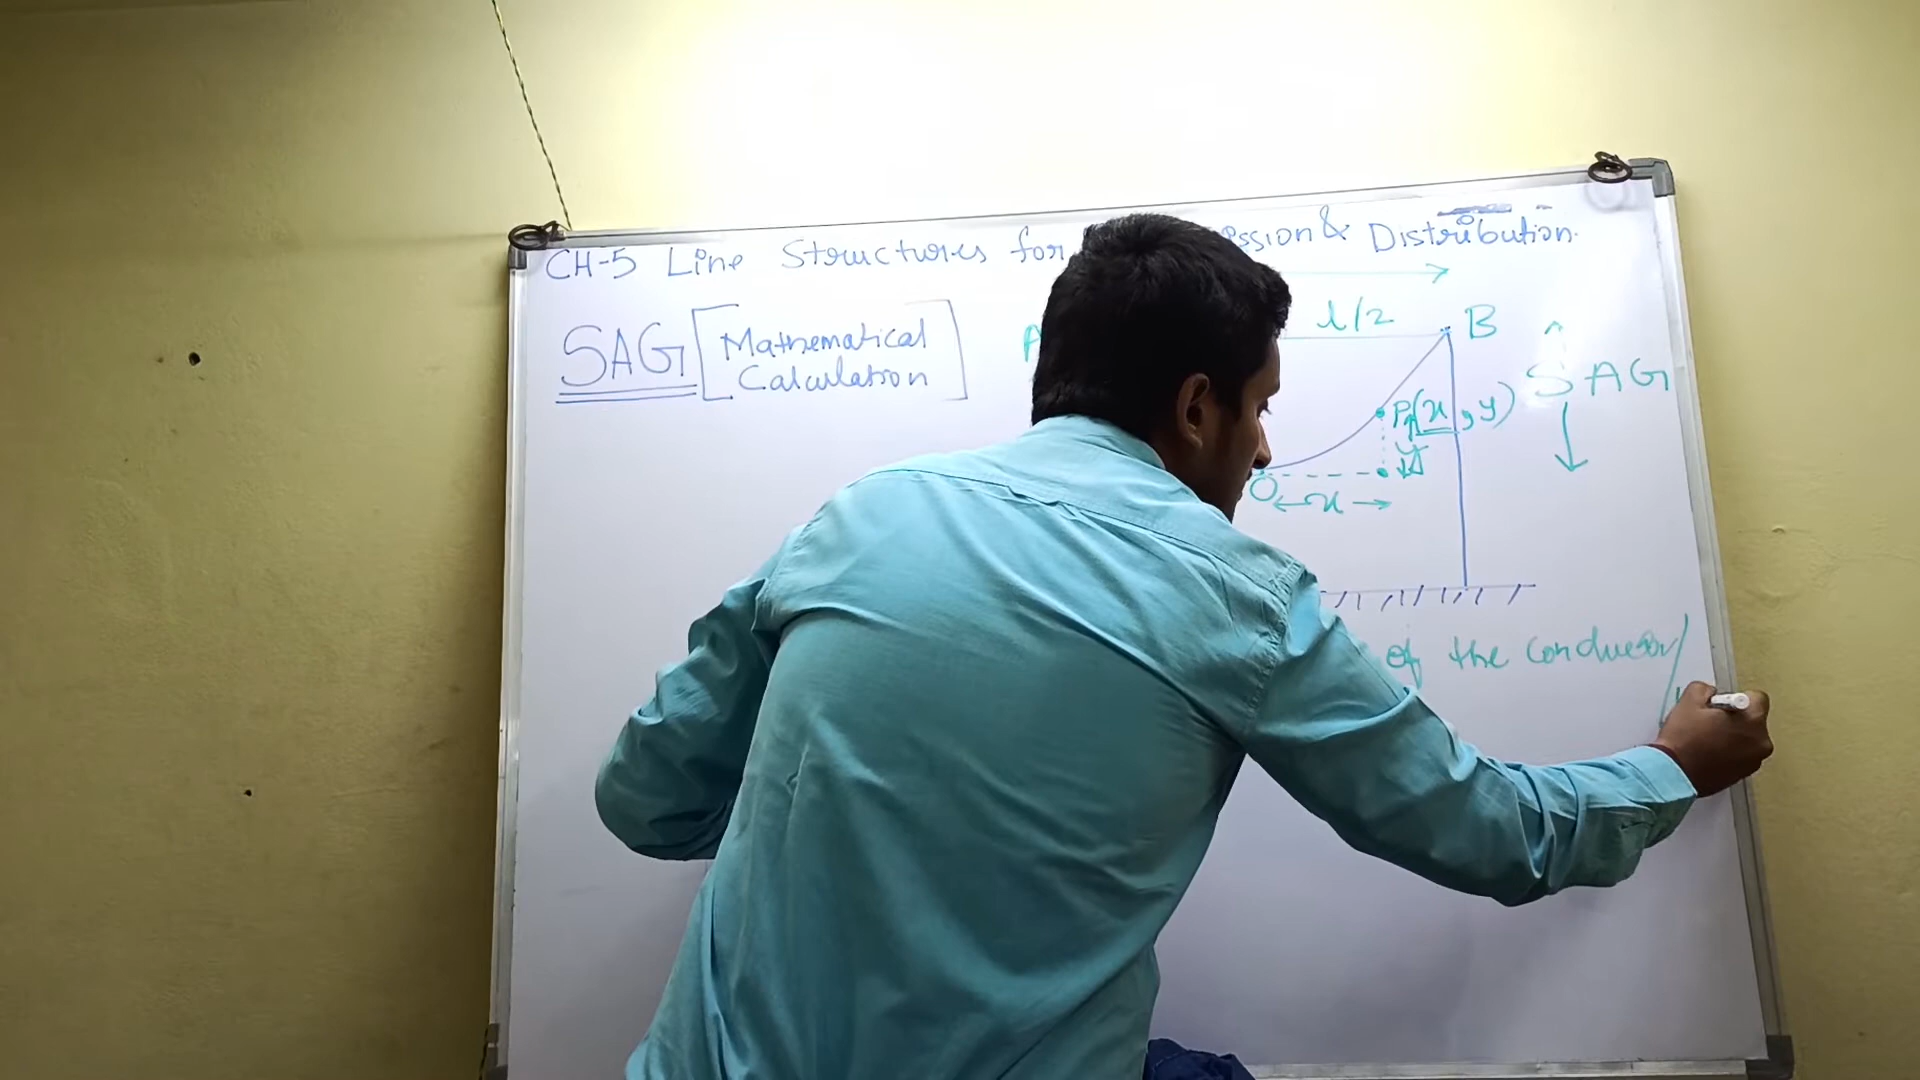 CH-5 Line Structures for ssion & Distribution.
SAG [Mathematical
Calculation]
A l/2 B
SAG
P(x, y)
O x
of the conductor/